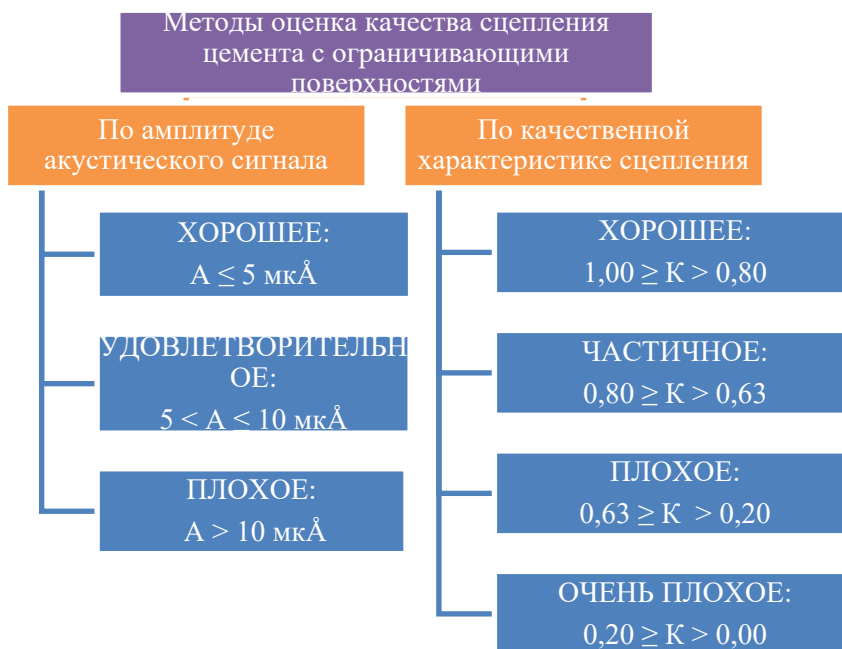 Методы оценка качества сцепления
цемента с ограничивающими
поверхностями
По амплитуде
акустического сигнала
ХОРОШЕЕ:
А ≤ 5 мкÅ
УДОВЛЕТВОРИТЕЛЬН
ОЕ:
5 < А ≤ 10 мкÅ
ПЛОХОЕ:
А > 10 мкÅ
По качественной
характеристике сцепления
ХОРОШЕЕ:
1,00 ≥ К > 0,80
ЧАСТИЧНОЕ:
0,80 ≥ К > 0,63
ПЛОХОЕ:
0,63 ≥ К > 0,20
ОЧЕНЬ ПЛОХОЕ:
0,20 ≥ К > 0,00